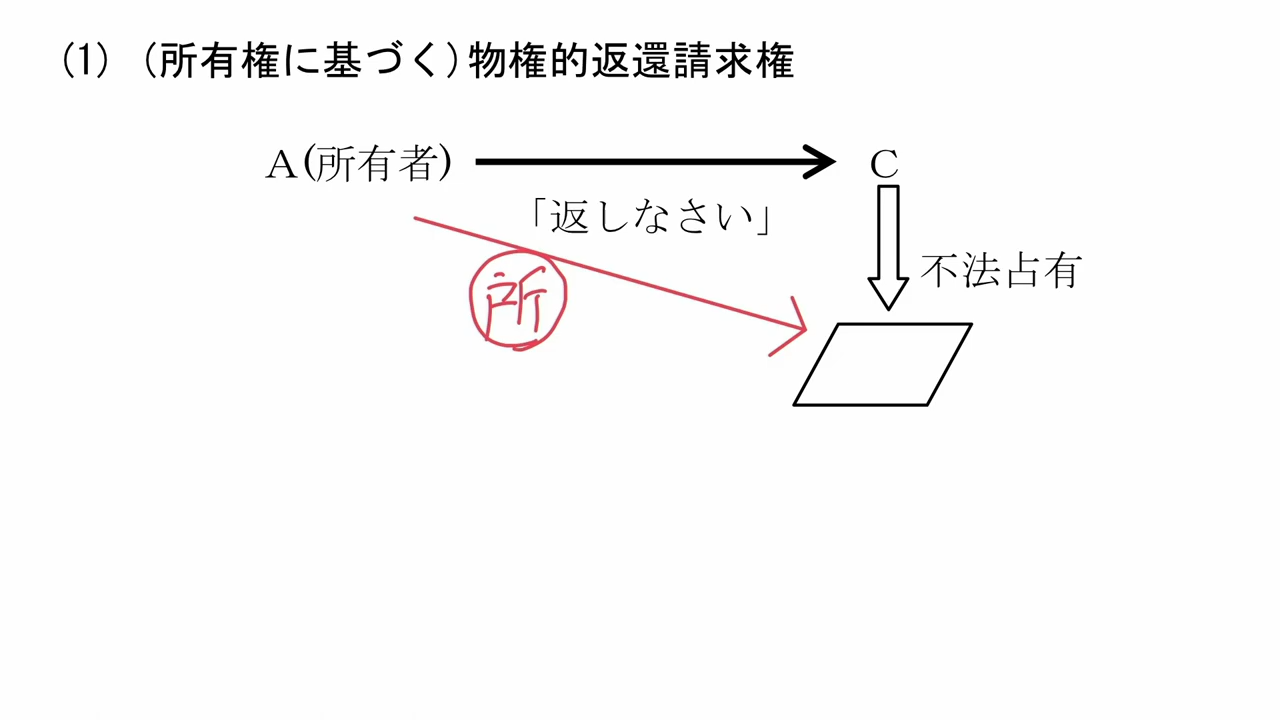 (1) (所有権に基づく)物権的返還請求権
A(所有者)
C
「返しなさい」
不法占有
所